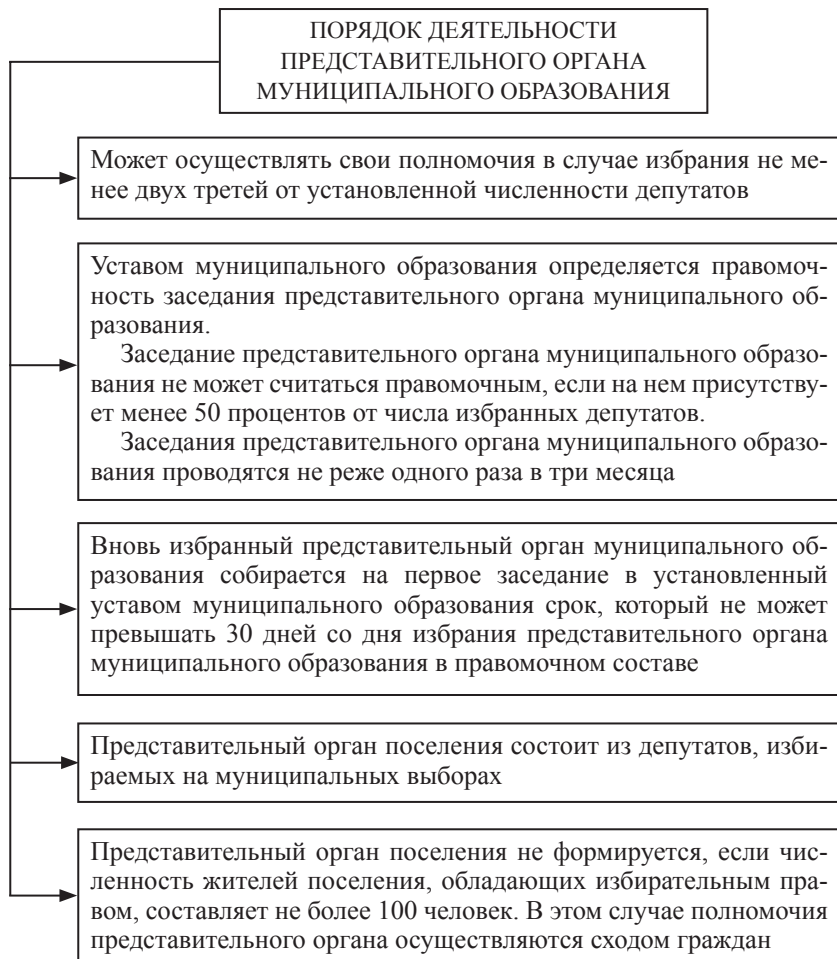 ПОРЯДОК ДЕЯТЕЛЬНОСТИ
ПРЕДСТАВИТЕЛЬНОГО ОРГАНА
МУНИЦИПАЛЬНОГО ОБРАЗОВАНИЯ
Может осуществлять свои полномочия в случае избрания не ме-
нее двух третей от установленной численности депутатов
Уставом муниципального образования определяется правомоч-
ность заседания представительного органа муниципального об-
разования.
Заседание представительного органа муниципального образо-
вания не может считаться правомочным, если на нем присутству-
ет менее 50 процентов от числа избранных депутатов.
Заседания представительного органа муниципального образо-
вания проводятся не реже одного раза в три месяца
Вновь избранный представительный орган муниципального об-
разования собирается на первое заседание в установленный
уставом муниципального образования срок, который не может
превышать 30 дней со дня избрания представительного органа
муниципального образования в правомочном составе
Представительный орган поселения состоит из депутатов, изби-
раемых на муниципальных выборах
Представительный орган поселения не формируется, если чис-
ленность жителей поселения, обладающих избирательным пра-
вом, составляет не более 100 человек. В этом случае полномочия
представительного органа осуществляются сходом граждан